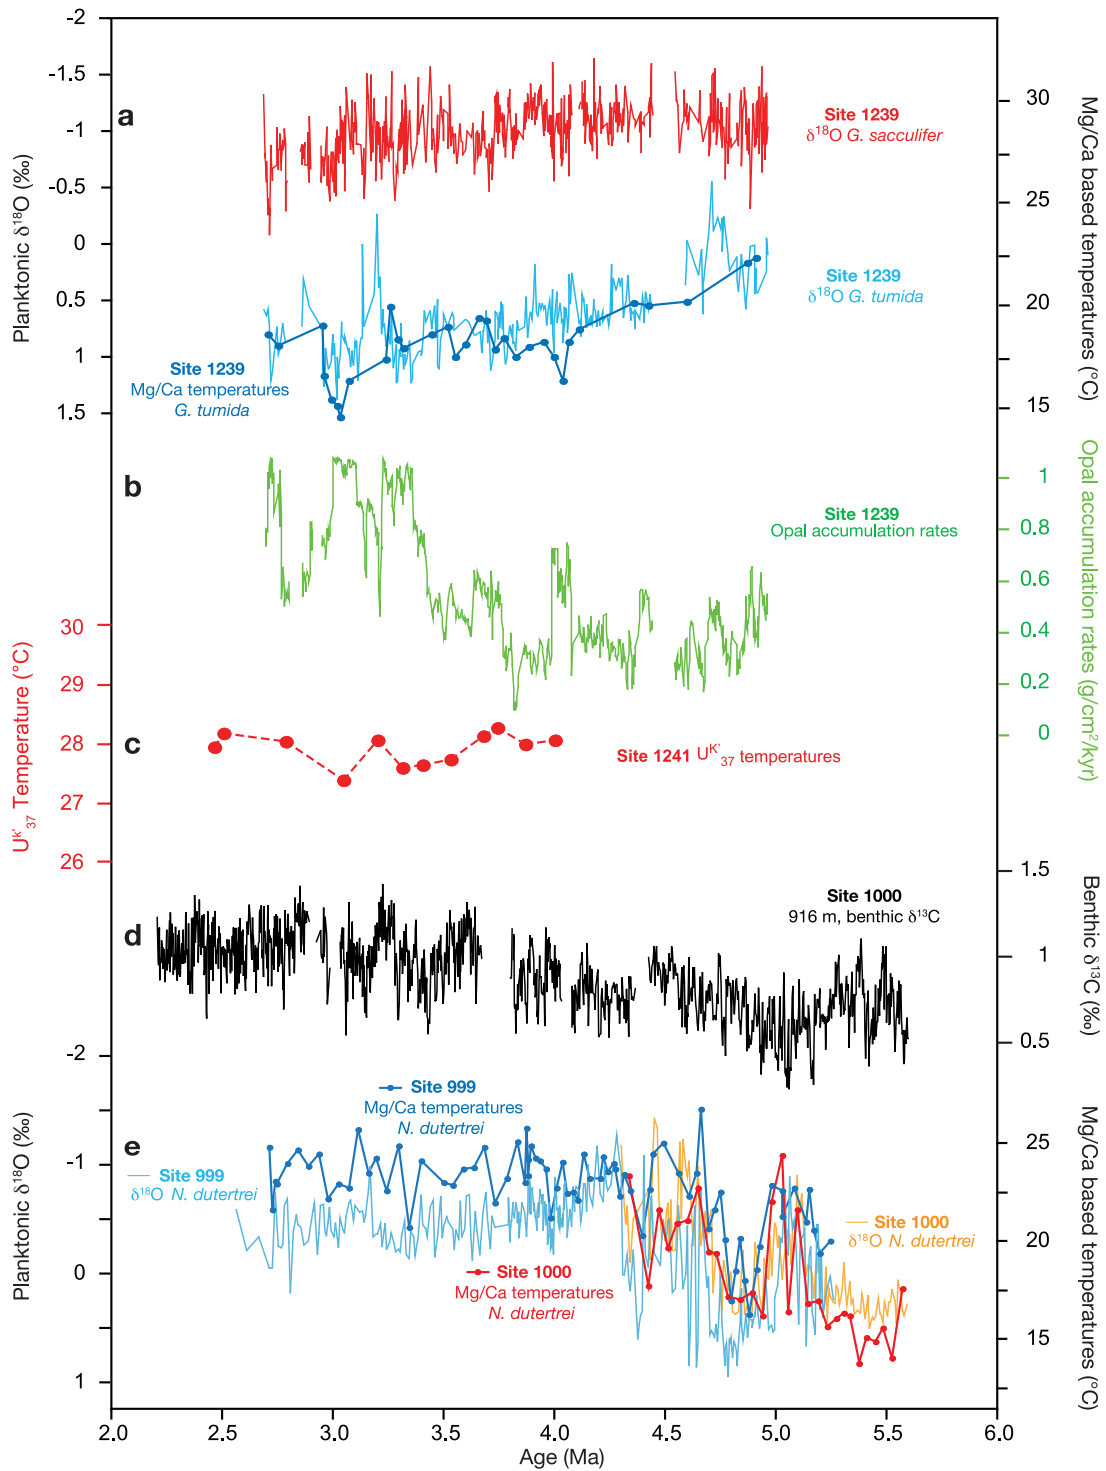 -2
-1.5
-1
-0.5
0
0.5
1
1.5
Planktonic δ¹⁸O (‰)
a
Site 1239
δ¹⁸O G. sacculifer
Site 1239
δ¹⁸O G. tumida
Site 1239
Mg/Ca temperatures
G. tumida
30
25
20
15
Mg/Ca based temperatures (°C)
b
Site 1239
Opal accumulation rates
1
0.8
0.6
0.4
0.2
0
Opal accumulation rates (g/cm²/kyr)
30
29
28
27
26
Uᵏ'₃₇ Temperature (°C)
c
Site 1241 Uᴷ'₃₇ temperatures
d
Site 1000
916 m, benthic δ¹³C
1.5
1
0.5
Benthic δ¹³C (‰)
-2
-1
0
1
Planktonic δ¹⁸O (‰)
e
Site 999
Mg/Ca temperatures
N. dutertrei
Site 999
δ¹⁸O N. dutertrei
Site 1000
Mg/Ca temperatures
N. dutertrei
Site 1000
δ¹⁸O N. dutertrei
25
20
15
Mg/Ca based temperatures (°C)
2.0 2.5 3.0 3.5 4.0 4.5 5.0 5.5 6.0
Age (Ma)